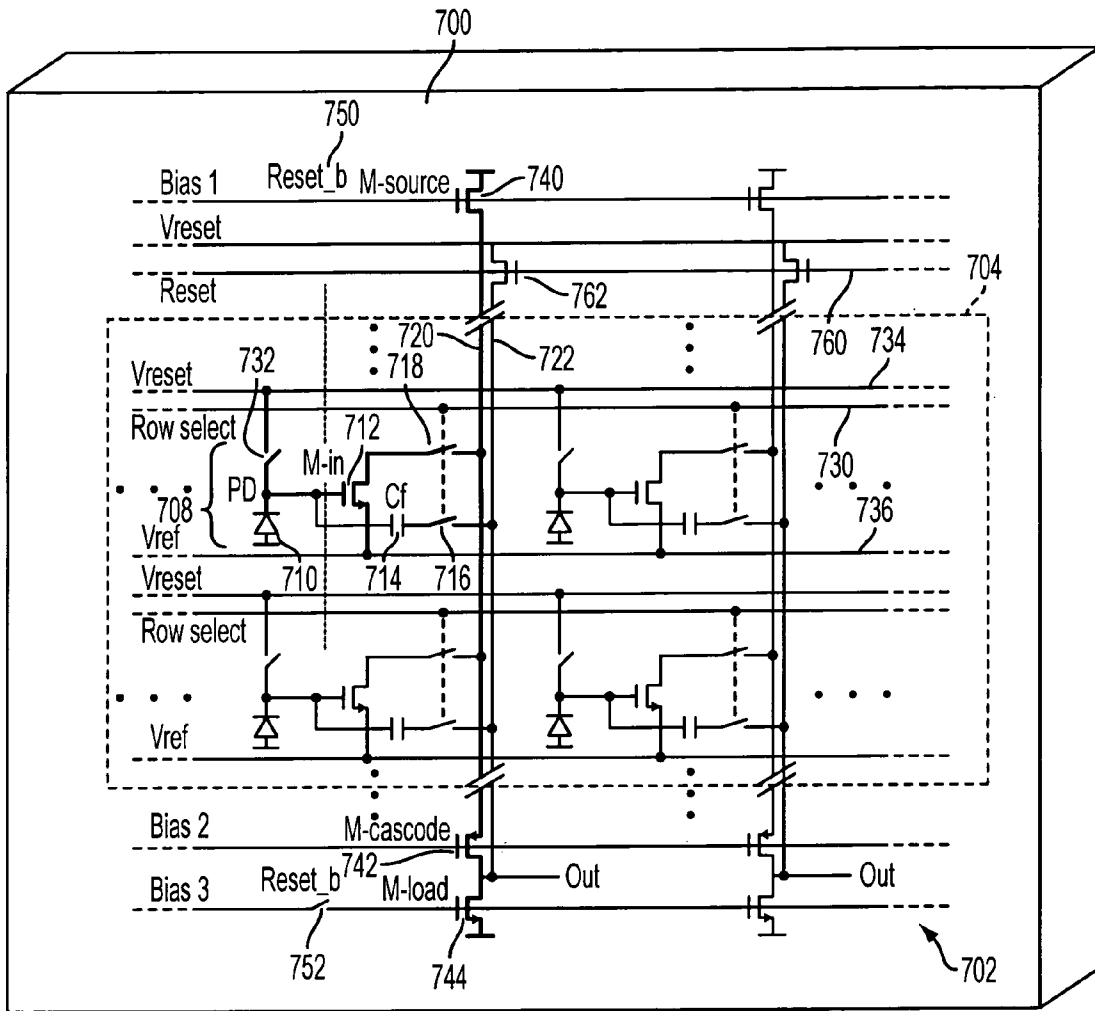 700
750
Reset_b
Bias 1
M-source
740
Vreset
Reset
762
760
704
720
722
718
734
732
Vreset
Row select
730
712
M-in
708
PD
Cf
736
Vref
710
714
716
Vreset
Row select
Vref
Bias 2
M-cascode
742
Out
Out
Reset_b
Bias 3
M-load
752
744
702